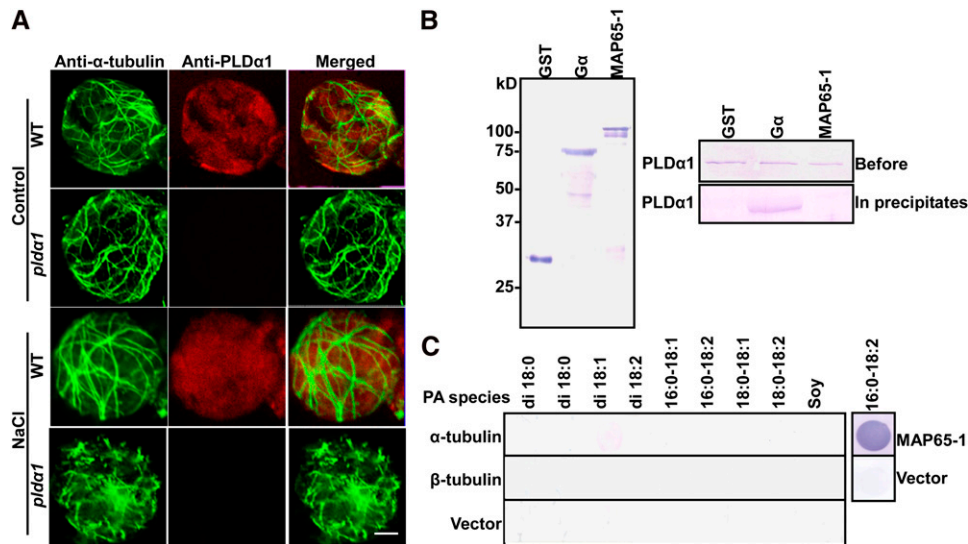 A
Anti-α-tubulin Anti-PLDα1 Merged
Control
WT
pldα1
NaCl
WT
pldα1
B
GST Gα MAP65-1
kD
100
75
50
37
25
GST Gα MAP65-1
PLDα1 Before
PLDα1 In precipitates
C
PA species di 18:0 di 18:0 di 18:1 di 18:2 16:0-18:1 16:0-18:2 18:0-18:1 18:0-18:2 Soy 16:0-18:2
α-tubulin MAP65-1
β-tubulin Vector
Vector